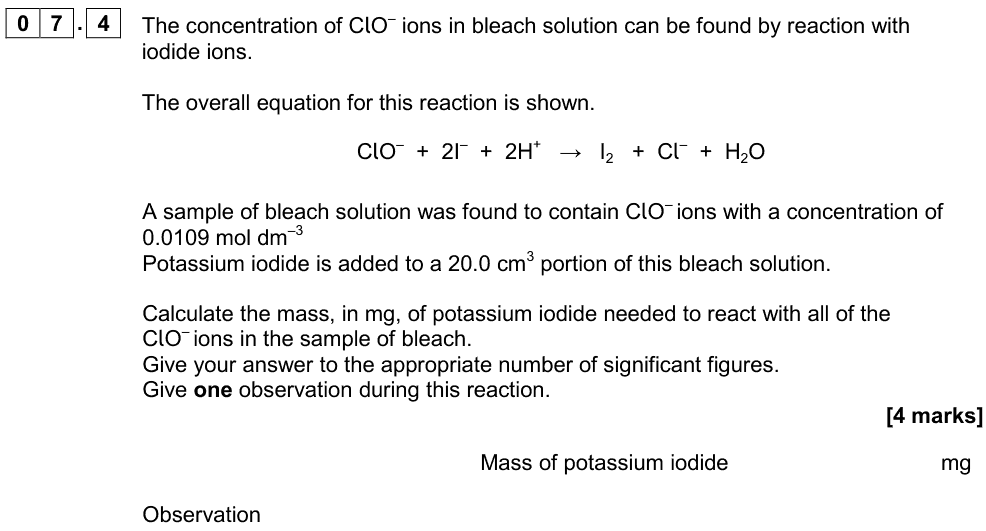 0 7 . 4 The concentration of ClO⁻ ions in bleach solution can be found by reaction with
iodide ions.
The overall equation for this reaction is shown.
ClO⁻ + 2I⁻ + 2H⁺ → I₂ + Cl⁻ + H₂O
A sample of bleach solution was found to contain ClO⁻ ions with a concentration of
0.0109 mol dm⁻³
Potassium iodide is added to a 20.0 cm³ portion of this bleach solution.
Calculate the mass, in mg, of potassium iodide needed to react with all of the
ClO⁻ ions in the sample of bleach.
Give your answer to the appropriate number of significant figures.
Give one observation during this reaction.
[4 marks]
Mass of potassium iodide mg
Observation